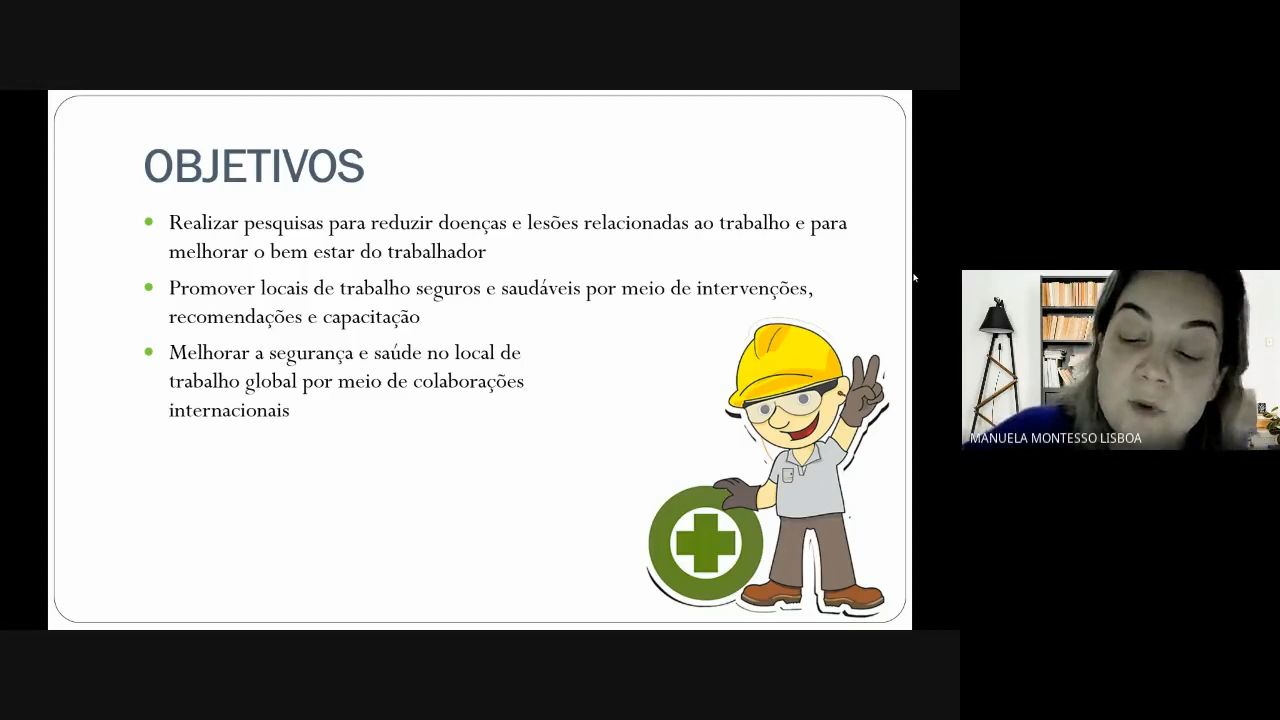 OBJETIVOS
Realizar pesquisas para reduzir doenças e lesões relacionadas ao trabalho e para
melhorar o bem estar do trabalhador
Promover locais de trabalho seguros e saudáveis por meio de intervenções,
recomendações e capacitação
Melhorar a segurança e saúde no local de
trabalho global por meio de colaborações
internacionais
MANUELA MONTESSO LISBOA